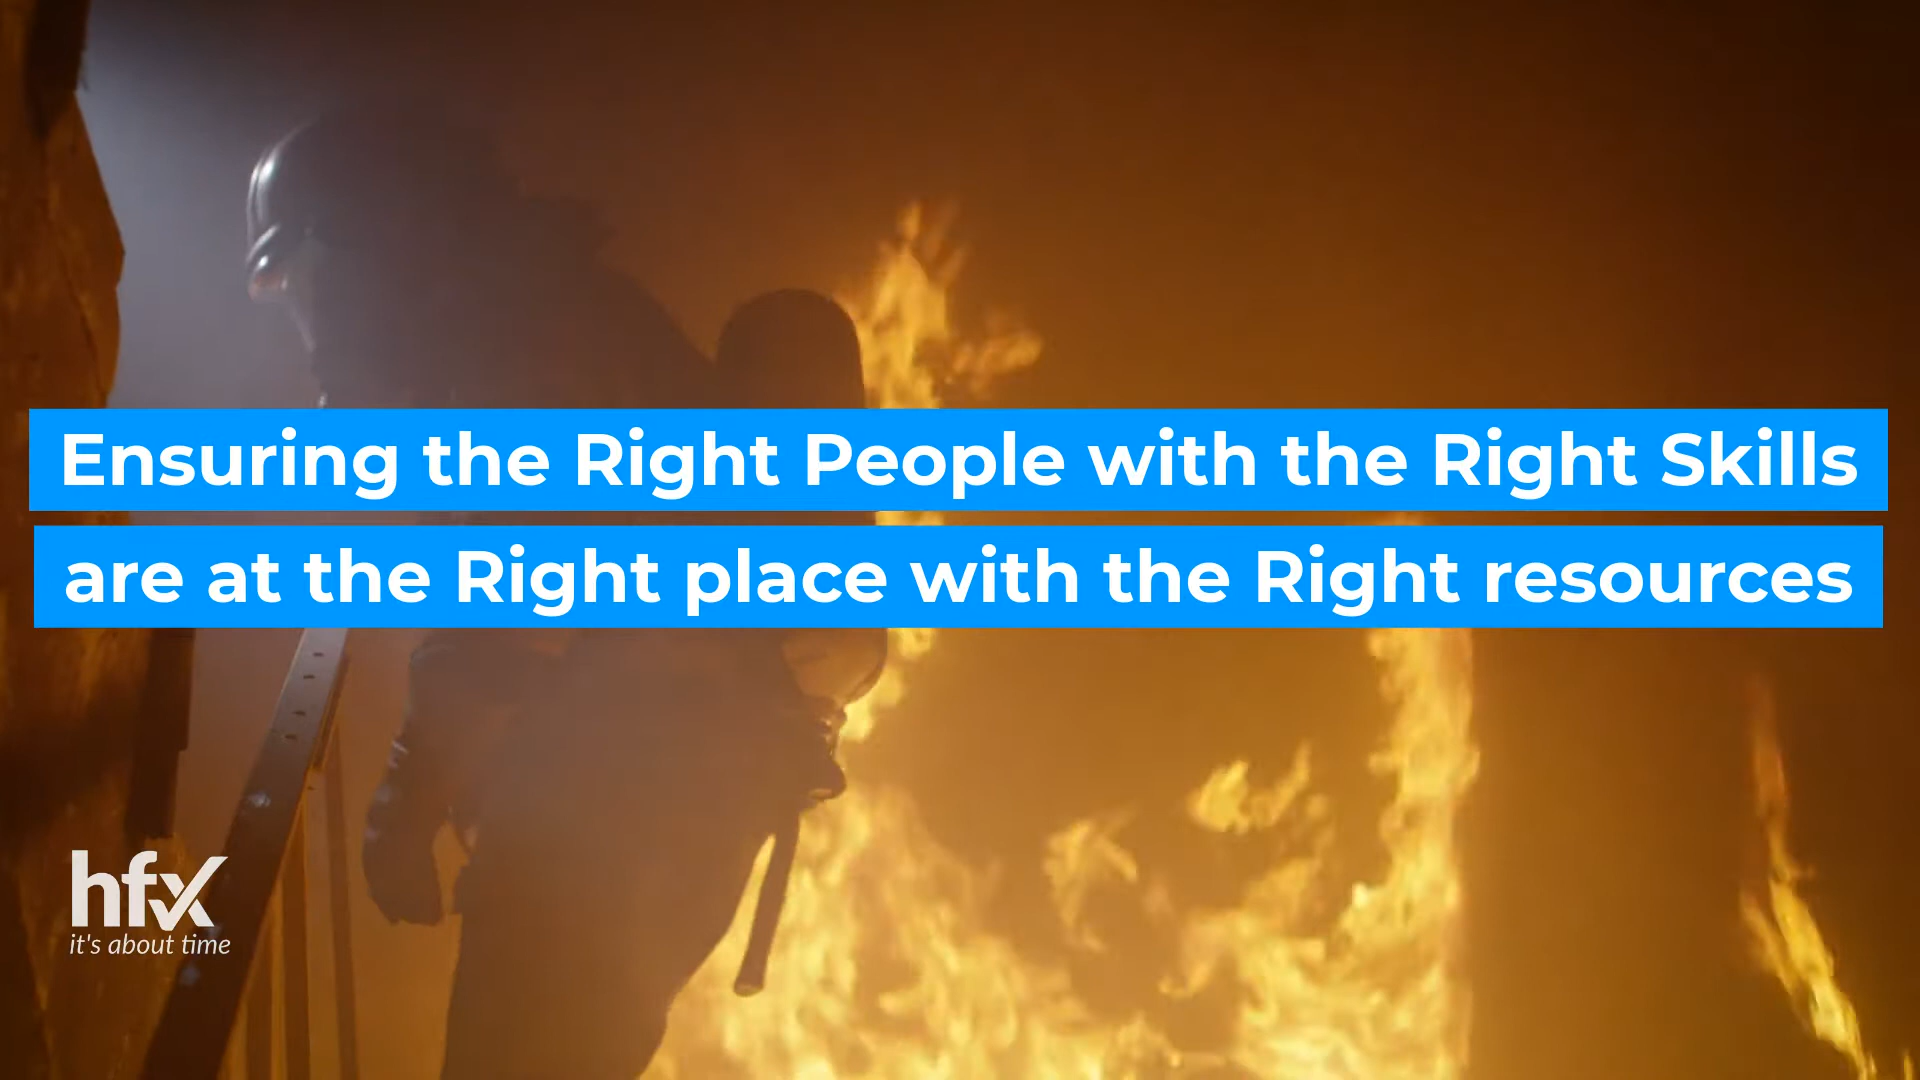 Ensuring the Right People with the Right Skills
are at the Right place with the Right resources
hfx
it's about time